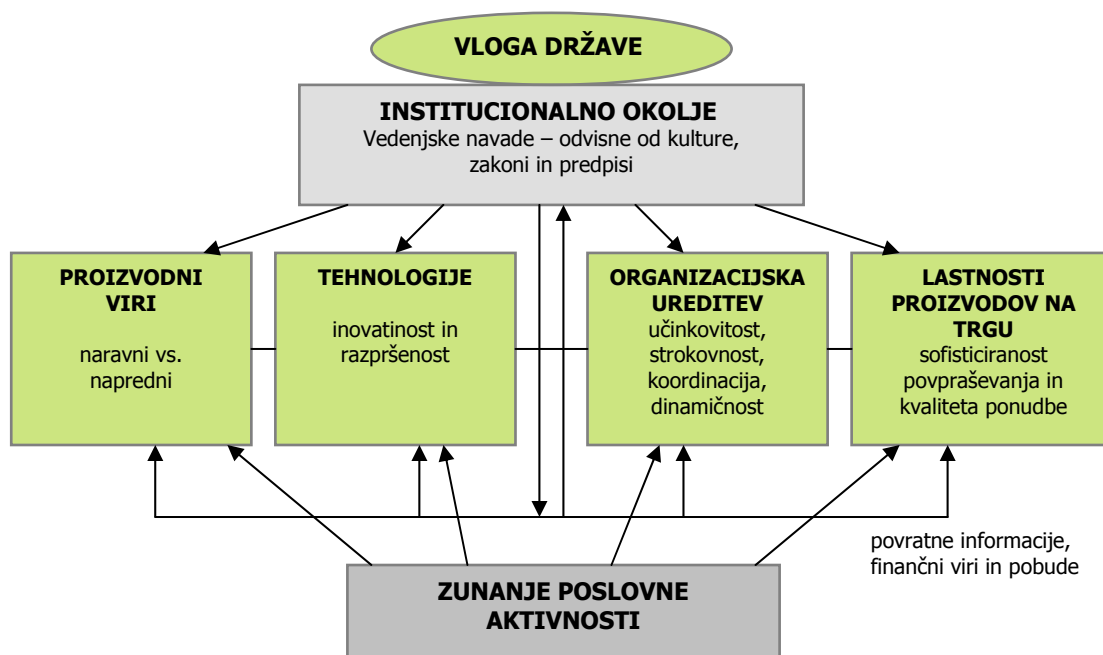 VLOGA DRŽAVE
INSTITUCIONALNO OKOLJE
Vedenjske navade – odvisne od kulture,
zakoni in predpisi
PROIZVODNI
VIRI
naravni vs.
napredni
TEHNOLOGIJE
inovatinost in
razpršenost
ORGANIZACIJSKA
UREDITEV
učinkovitost,
strokovnost,
koordinacija,
dinamičnost
LASTNOSTI
PROIZVODOV NA
TRGU
sofisticiranost
povpraševanja in
kvaliteta ponudbe
povratne informacije,
finančni viri in pobude
ZUNANJE POSLOVNE
AKTIVNOSTI